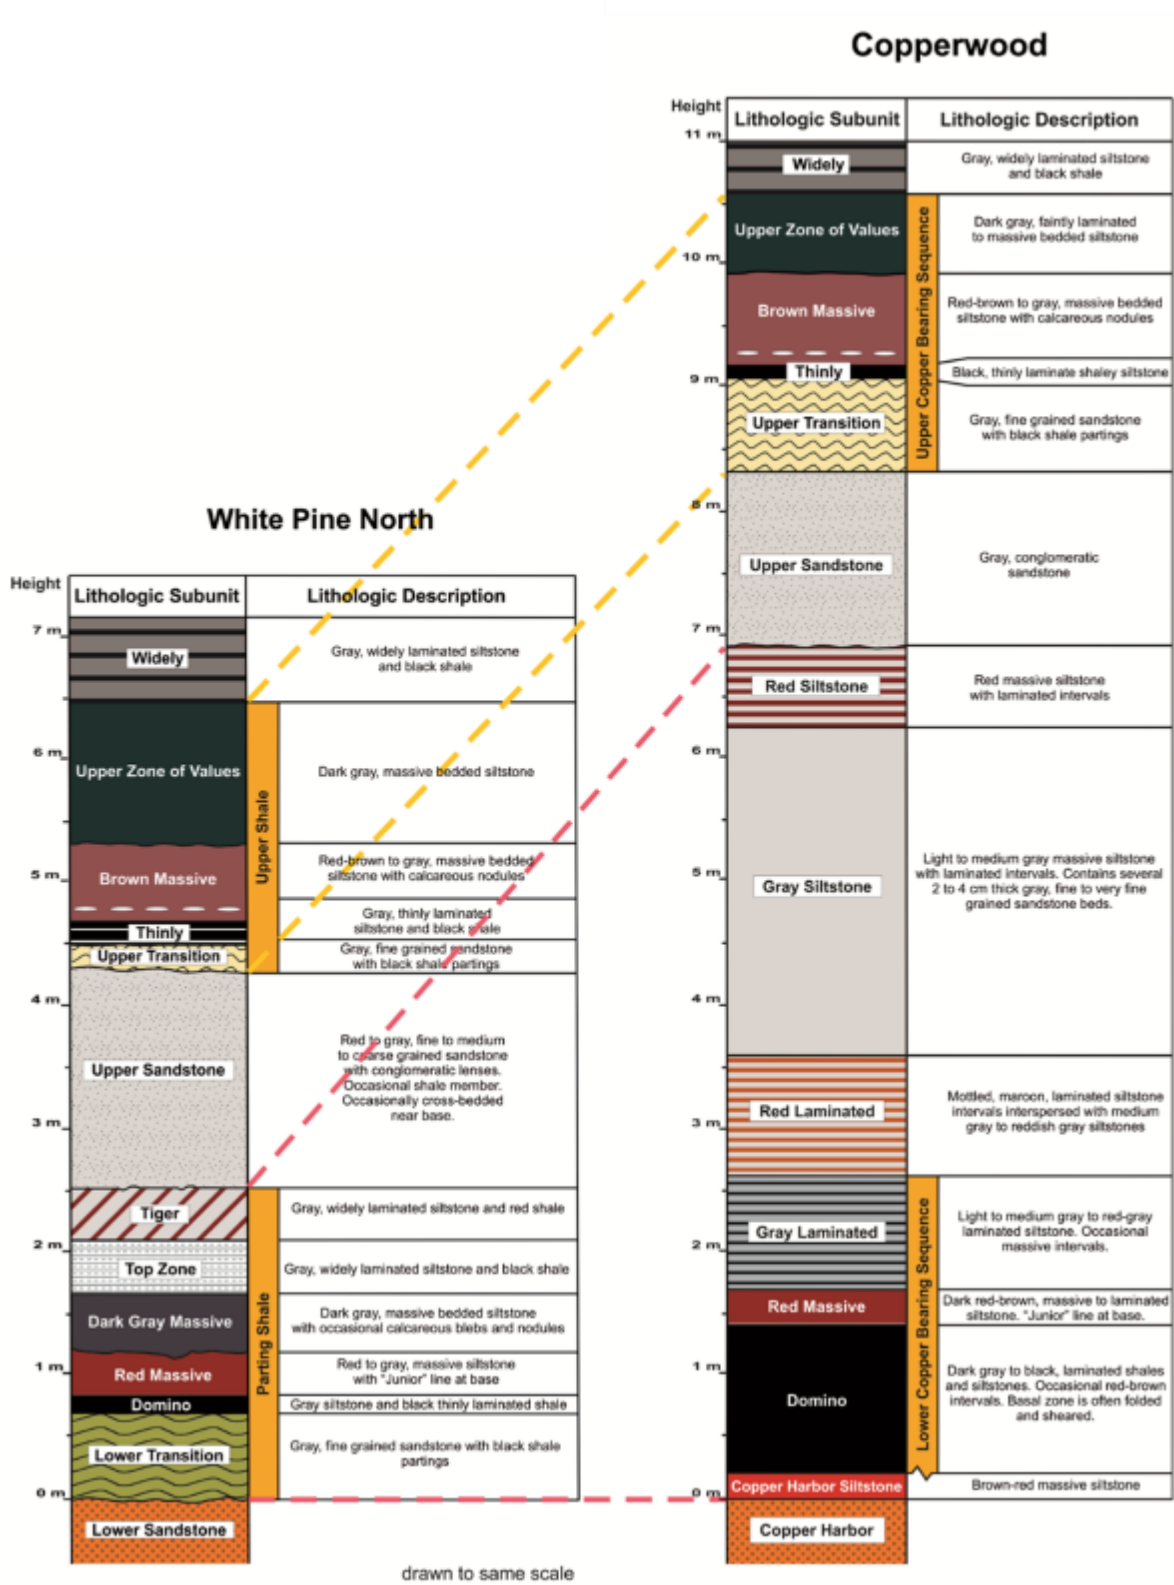 Copperwood
Height
Lithologic Subunit
Lithologic Description
11 m
Widely
Gray, widely laminated siltstone
and black shale
Upper Zone of Values
Dark gray, faintly laminated
to massive bedded siltstone
10 m
Brown Massive
Red-brown to gray, massive bedded
siltstone with calcareous nodules
Thinly
Black, thinly laminate shaley siltstone
9 m
Upper Transition
Gray, fine grained sandstone
with black shale partings
Upper Copper Bearing Sequence
8 m
Upper Sandstone
Gray, conglomeratic
sandstone
7 m
Red Siltstone
Red massive siltstone
with laminated intervals
6 m
Gray Siltstone
Light to medium gray massive siltstone
with laminated intervals. Contains several
2 to 4 cm thick gray, fine to very fine
grained sandstone beds.
5 m
4 m
Red Laminated
Mottled, maroon, laminated siltstone
intervals interspersed with medium
gray to reddish gray siltstones
3 m
Gray Laminated
Light to medium gray to red-gray
laminated siltstone. Occasional
massive intervals.
2 m
Red Massive
Dark red-brown, massive to laminated
siltstone. "Junior" line at base.
1 m
Domino
Dark gray to black, laminated shales
and siltstones. Occasional red-brown
intervals. Basal zone is often folded
and sheared.
Lower Copper Bearing Sequence
Copper Harbor Siltstone
Brown-red massive siltstone
0 m
Copper Harbor
White Pine North
Height
Lithologic Subunit
Lithologic Description
7 m
Widely
Gray, widely laminated siltstone
and black shale
6 m
Upper Zone of Values
Dark gray, massive bedded siltstone
5 m
Brown Massive
Red-brown to gray, massive bedded
siltstone with calcareous nodules
Thinly
Gray, thinly laminated
siltstone and black shale
Upper Transition
Gray, fine grained sandstone
with black shale partings
Upper Shale
4 m
Upper Sandstone
Red to gray, fine to medium
to coarse grained sandstone
with conglomeratic lenses.
Occasional shale member.
Occasionally cross-bedded
near base.
3 m
Tiger
Gray, widely laminated siltstone and red shale
2 m
Top Zone
Gray, widely laminated siltstone and black shale
Dark Gray Massive
Dark gray, massive bedded siltstone
with occasional calcareous blebs and nodules
1 m
Red Massive
Red to gray, massive siltstone
with "Junior" line at base
Domino
Gray siltstone and black thinly laminated shale
Lower Transition
Gray, fine grained sandstone with black shale
partings
Parting Shale
0 m
Lower Sandstone
drawn to same scale